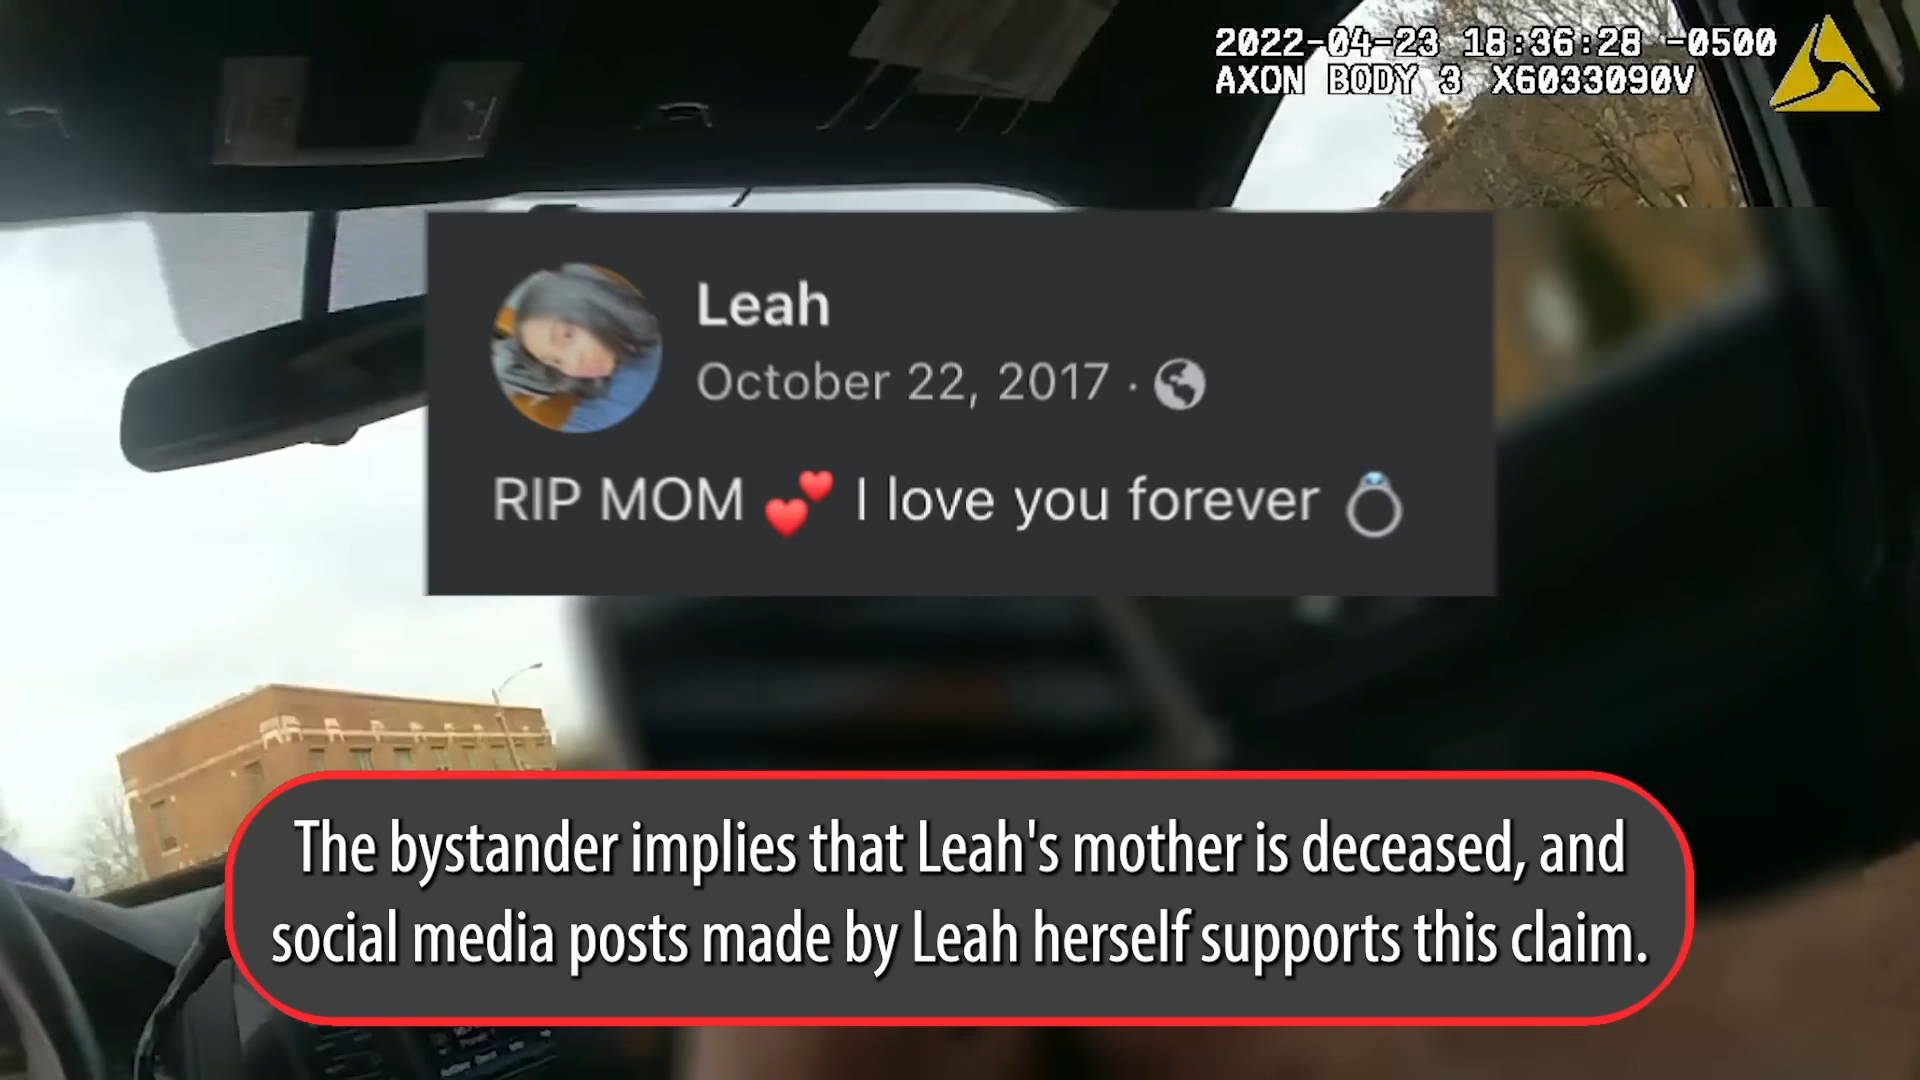 2022-04-23 18:36:28 -0500
AXON BODY 3 X6033090V
Leah
October 22, 2017 ·
RIP MOM 💕 I love you forever 💍
The bystander implies that Leah's mother is deceased, and
social media posts made by Leah herself supports this claim.